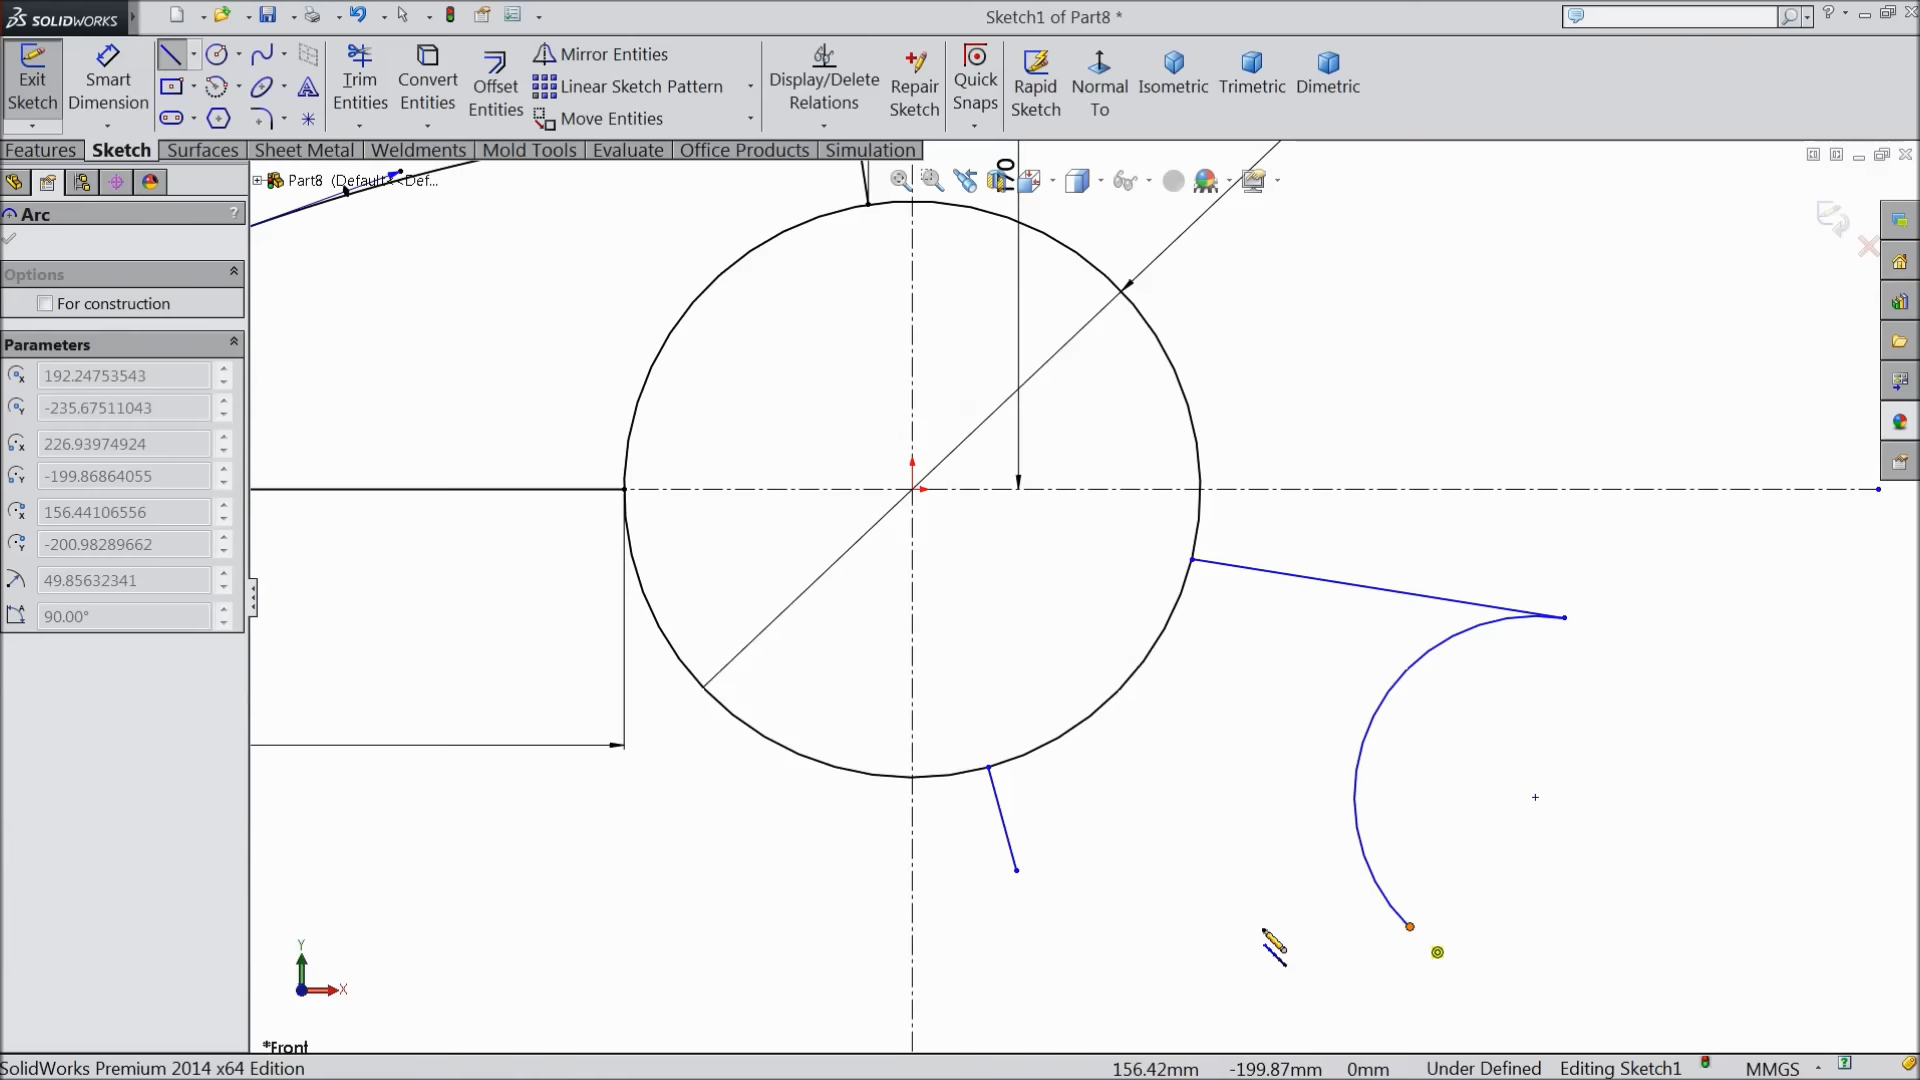 SOLIDWORKS
Sketch1 of Part8 *
Exit
Sketch
Smart
Dimension
Trim
Entities
Convert
Entities
Offset
Entities
Mirror Entities
Linear Sketch Pattern
Move Entities
Display/Delete
Relations
Repair
Sketch
Quick
Snaps
Rapid
Sketch
Normal
To
Isometric
Trimetric
Dimetric
Features
Sketch
Surfaces
Sheet Metal
Weldments
Mold Tools
Evaluate
Office Products
Simulation
Part8 (Default<<Def...
Arc
?
Options
For construction
Parameters
192.24753543
-235.67511043
226.93974924
-199.86864055
156.44106556
-200.98289662
49.85632341
90.00°
Y
X
*Front
SolidWorks Premium 2014 x64 Edition
156.42mm
-199.87mm
0mm
Under Defined
Editing Sketch1
MMGS